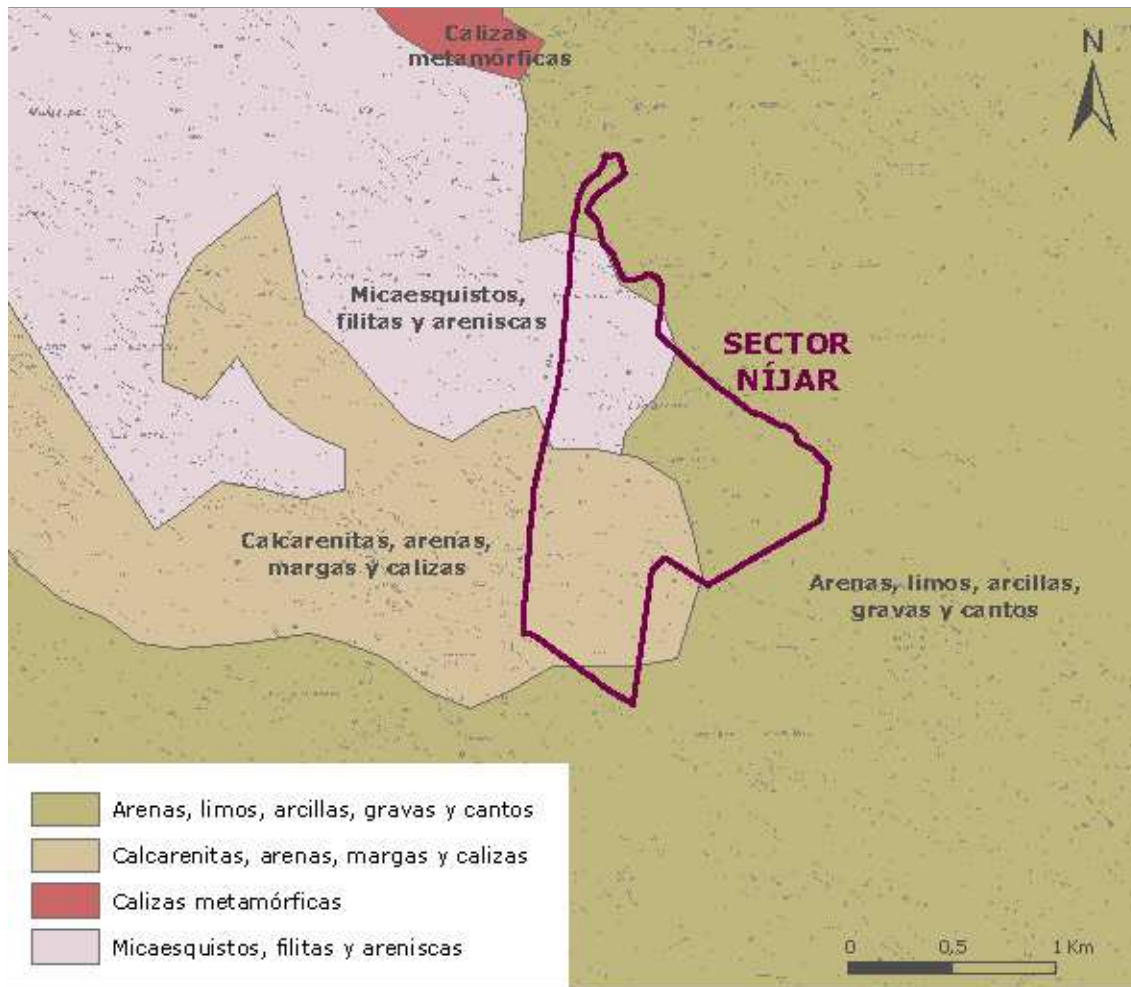 Calizas
metamórficas
N
Micaesquistos,
filitas y areniscas
SECTOR
NÍJAR
Calcarenitas, arenas,
margas y calizas
Arenas, limos, arcillas,
gravas y cantos
Arenas, limos, arcillas, gravas y cantos
Calcarenitas, arenas, margas y calizas
Calizas metamórficas
Micaesquistos, filitas y areniscas
0 0,5 1 Km